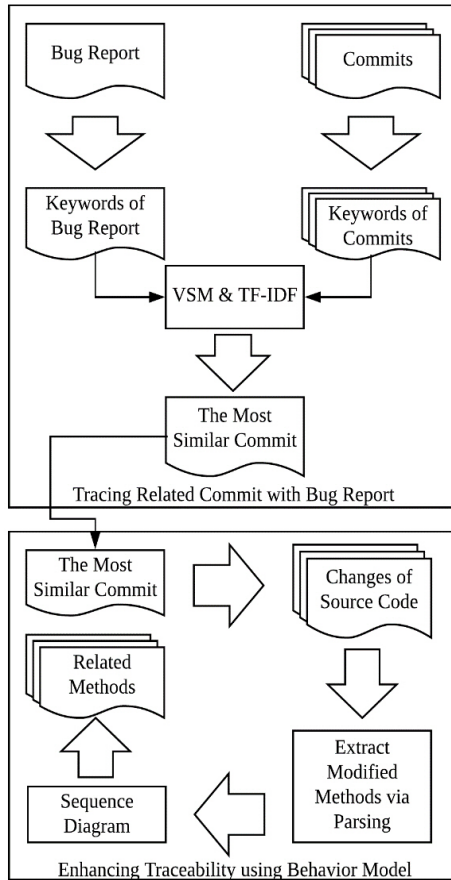 Bug Report
Commits
Keywords of
Bug Report
Keywords of
Commits
VSM & TF-IDF
The Most
Similar Commit
Tracing Related Commit with Bug Report
The Most
Similar Commit
Changes of
Source Code
Related
Methods
Extract
Modified
Methods via
Parsing
Sequence
Diagram
Enhancing Traceability using Behavior Model